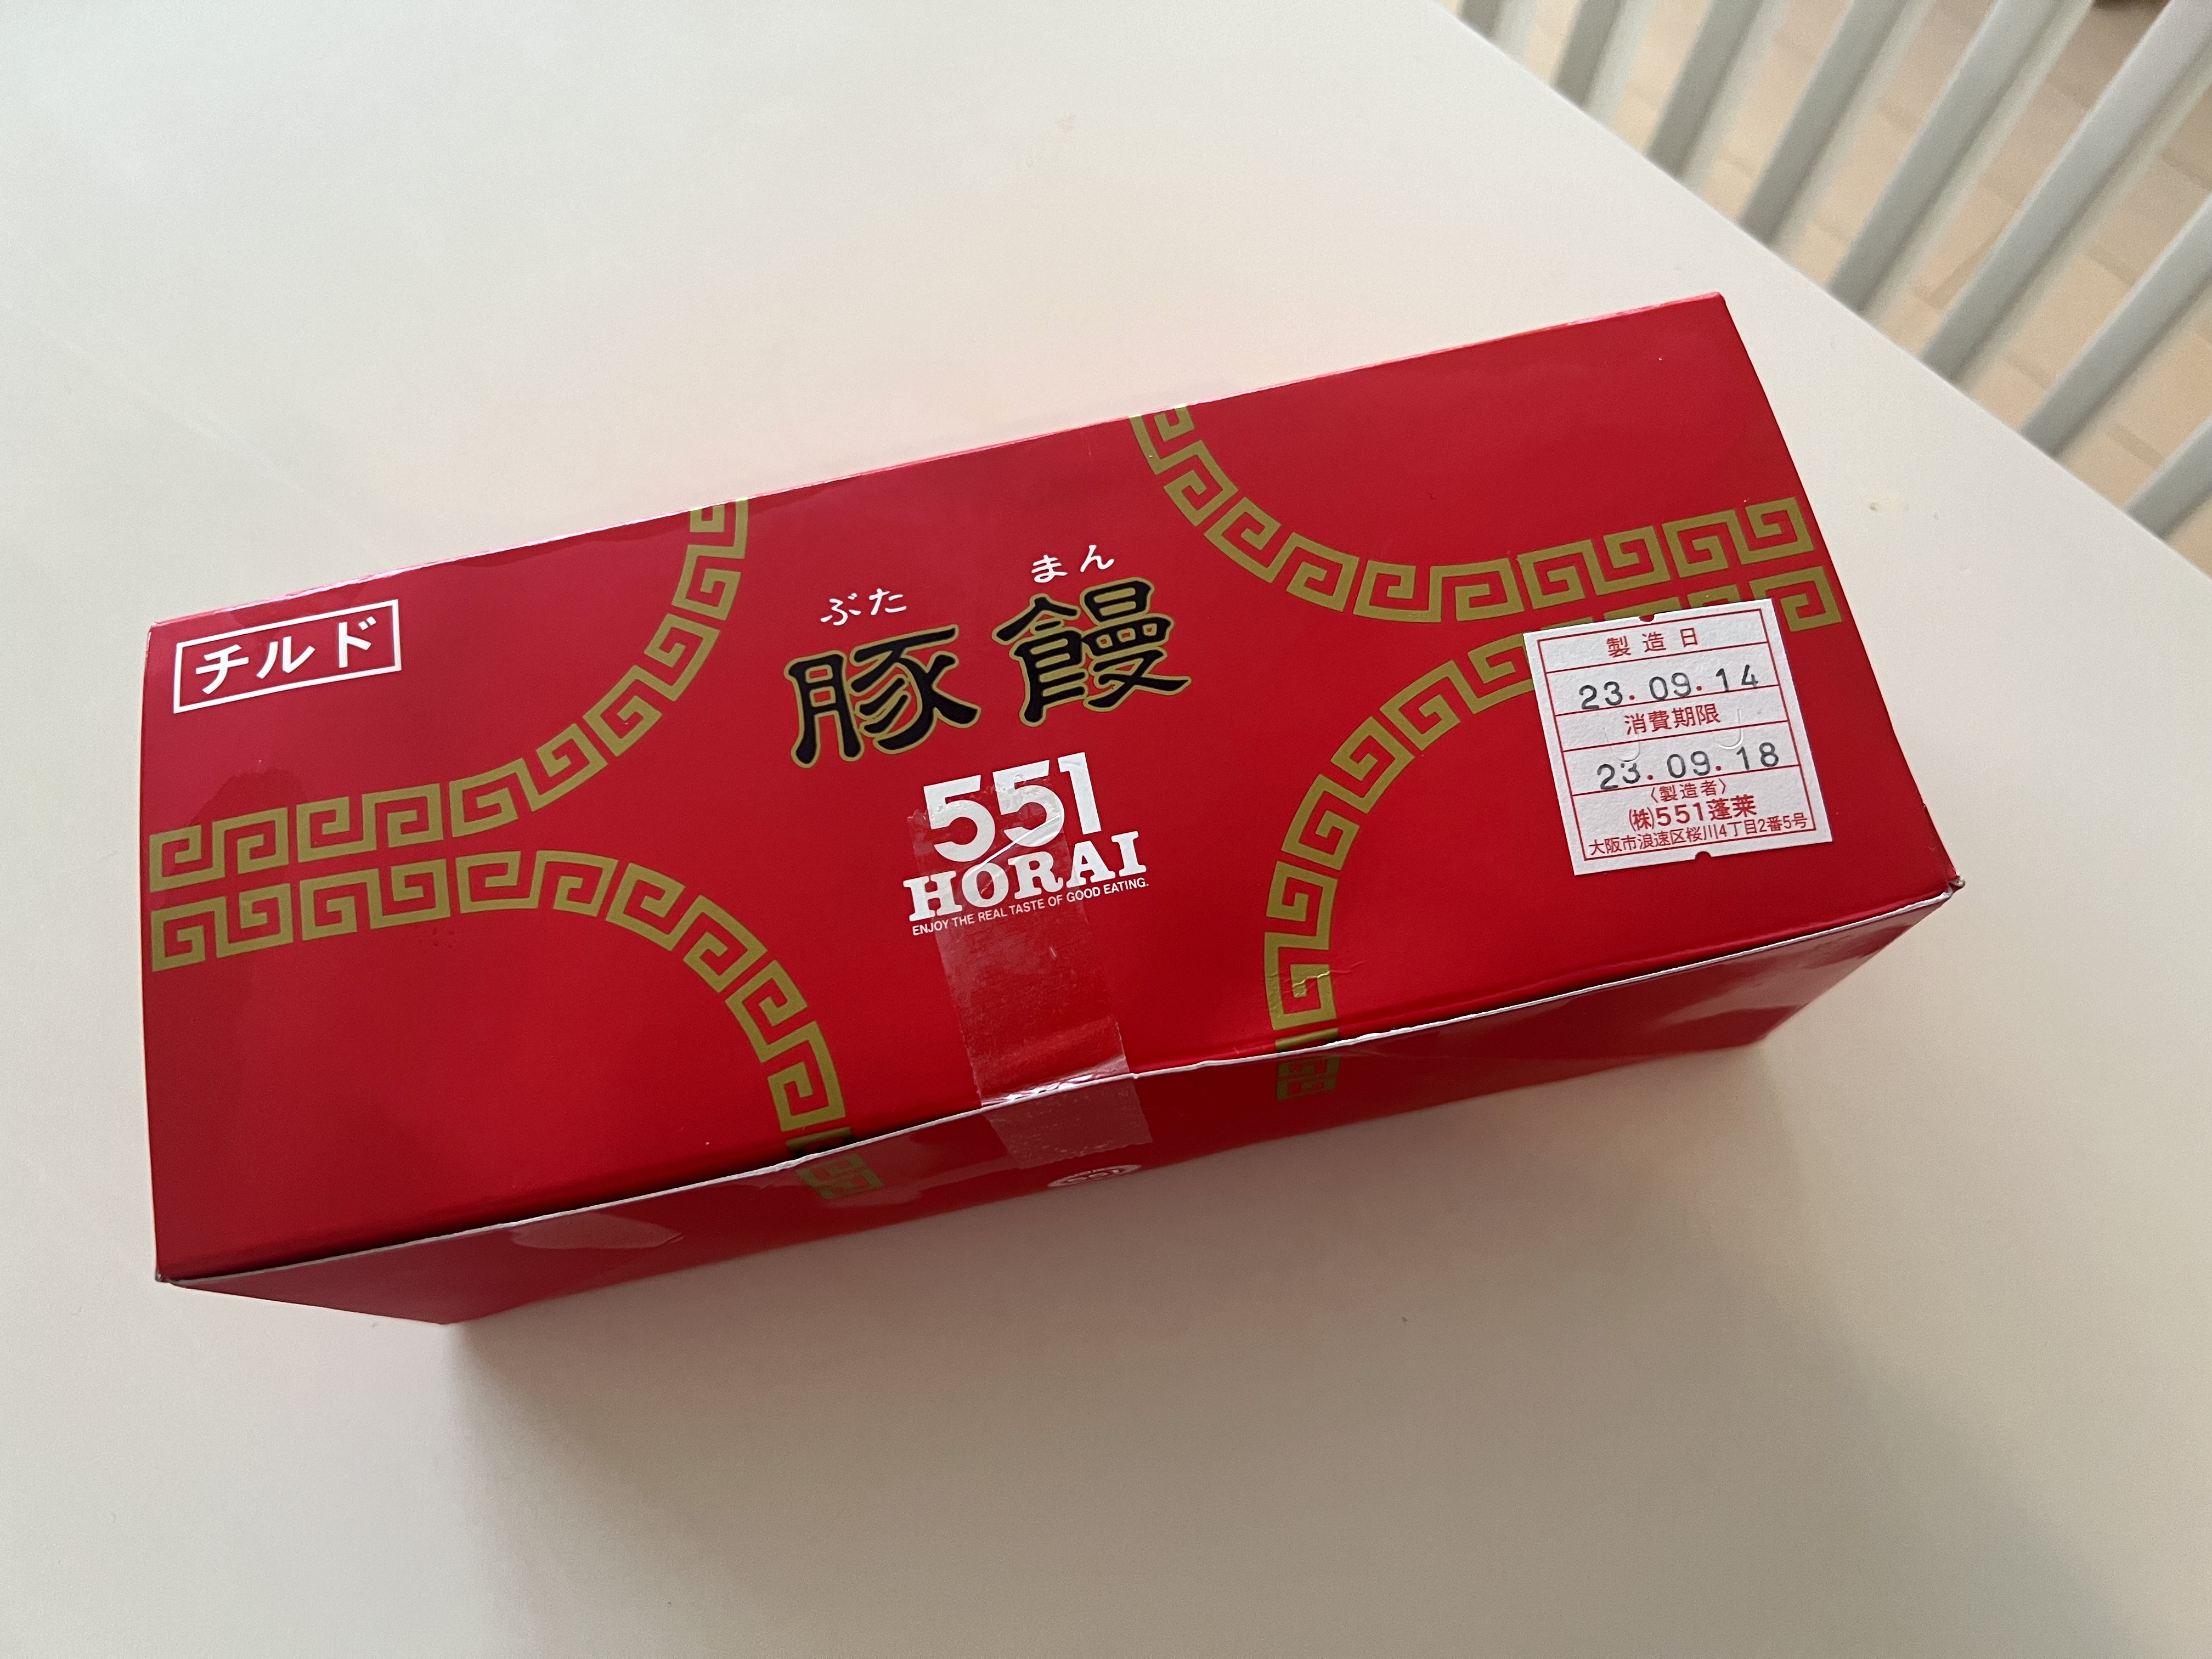 チルド
ぶた まん
豚饅
551
HORAI
ENJOY THE REAL TASTE OF GOOD EATING.
製造日
23.09.14
消費期限
23.09.18
〈製造者〉
㈱551蓬莱
大阪市浪速区桜川4丁目2番5号